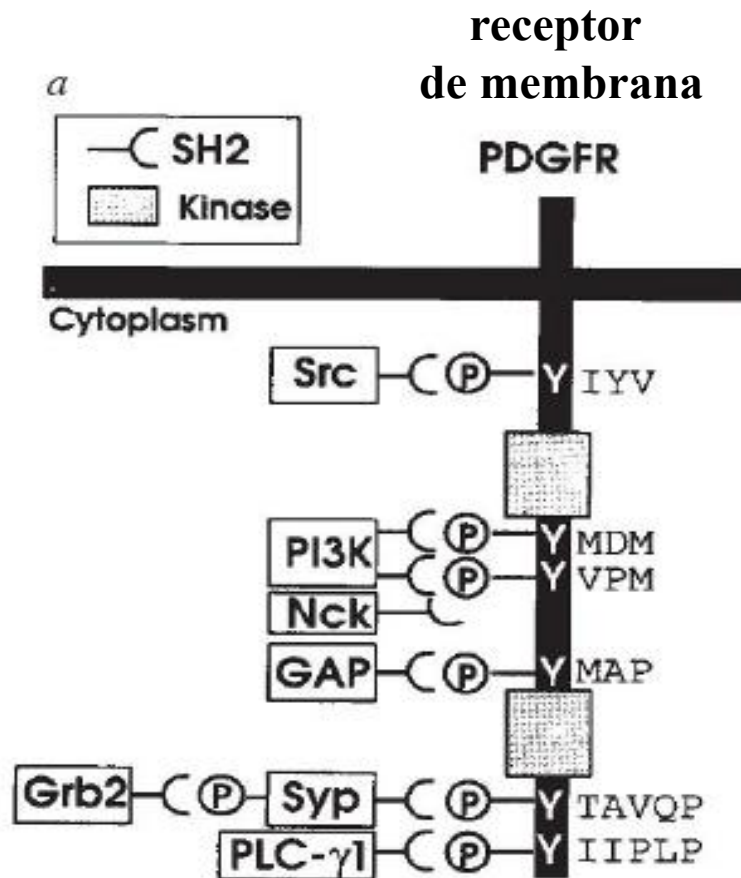 receptor
de membrana
a
SH2
Kinase
PDGFR
Cytoplasm
Src P Y IYV
PI3K P Y MDM
P Y VPM
Nck
GAP P Y MAP
Grb2 P Syp P Y TAVQP
PLC-γ1 P Y IIPLP